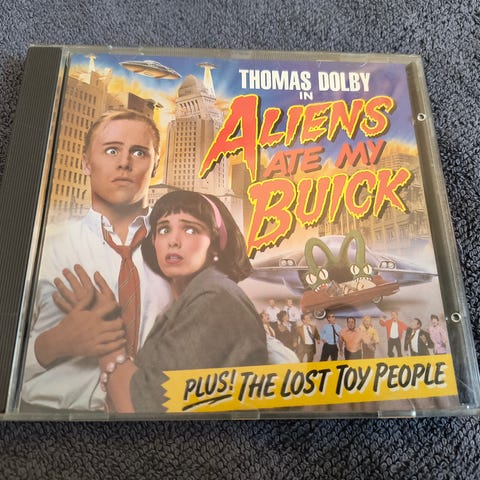 THOMAS DOLBY
IN
ALIENS
ATE MY
BUICK
PLUS! THE LOST TOY PEOPLE